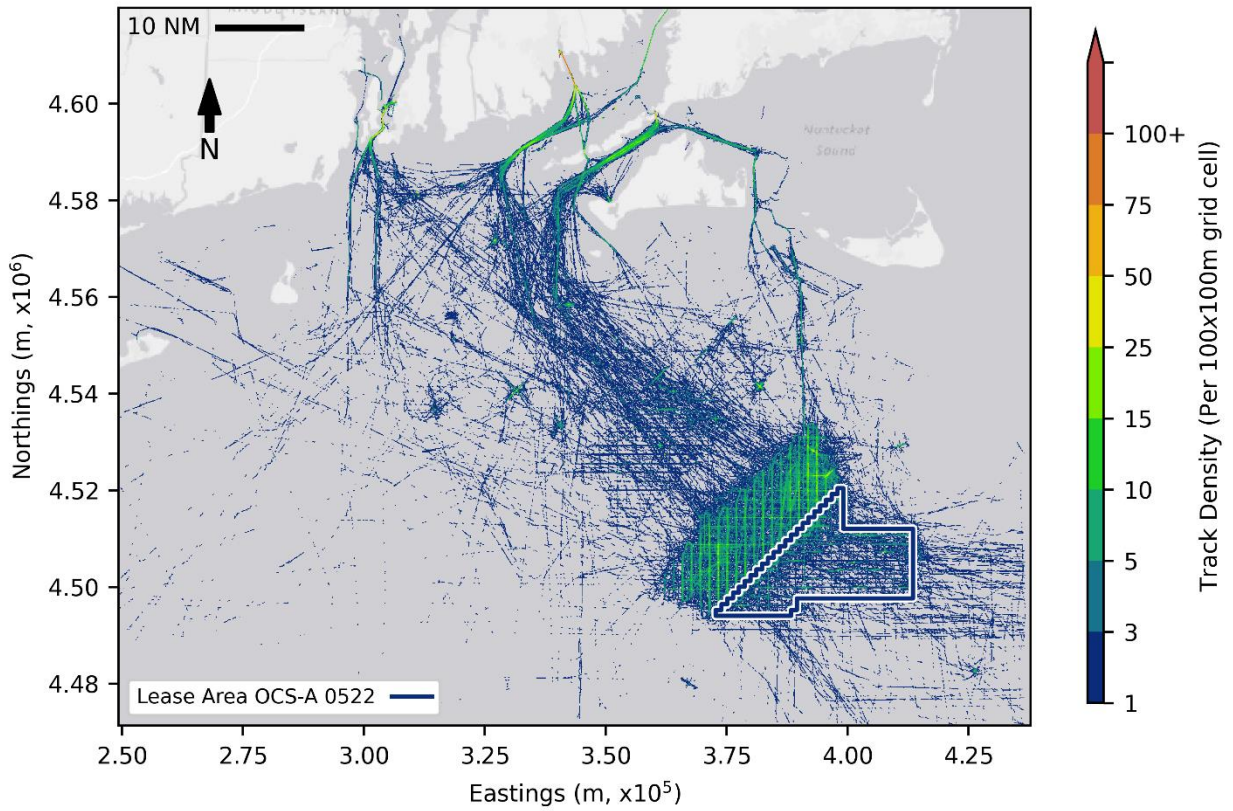 RHODE ISLAND
10 NM
N
Nantucket
Sound
4.60
4.58
4.56
4.54
4.52
4.50
4.48
Northings (m, x10⁶)
Lease Area OCS-A 0522
2.50 2.75 3.00 3.25 3.50 3.75 4.00 4.25
Eastings (m, x10⁵)
100+
75
50
25
15
10
5
3
1
Track Density (Per 100x100m grid cell)